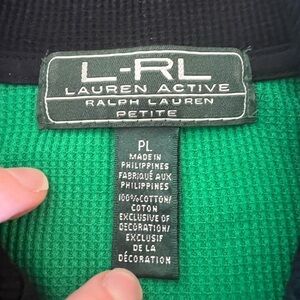 L-RL
LAUREN ACTIVE
RALPH LAUREN
PETITE
PL
MADE IN
PHILIPPINES
FABRIQUÉ AUX
PHILIPPINES
100%COTTON/
COTON
EXCLUSIVE OF
DECORATION/
EXCLUSIF
DE LA
DÉCORATION